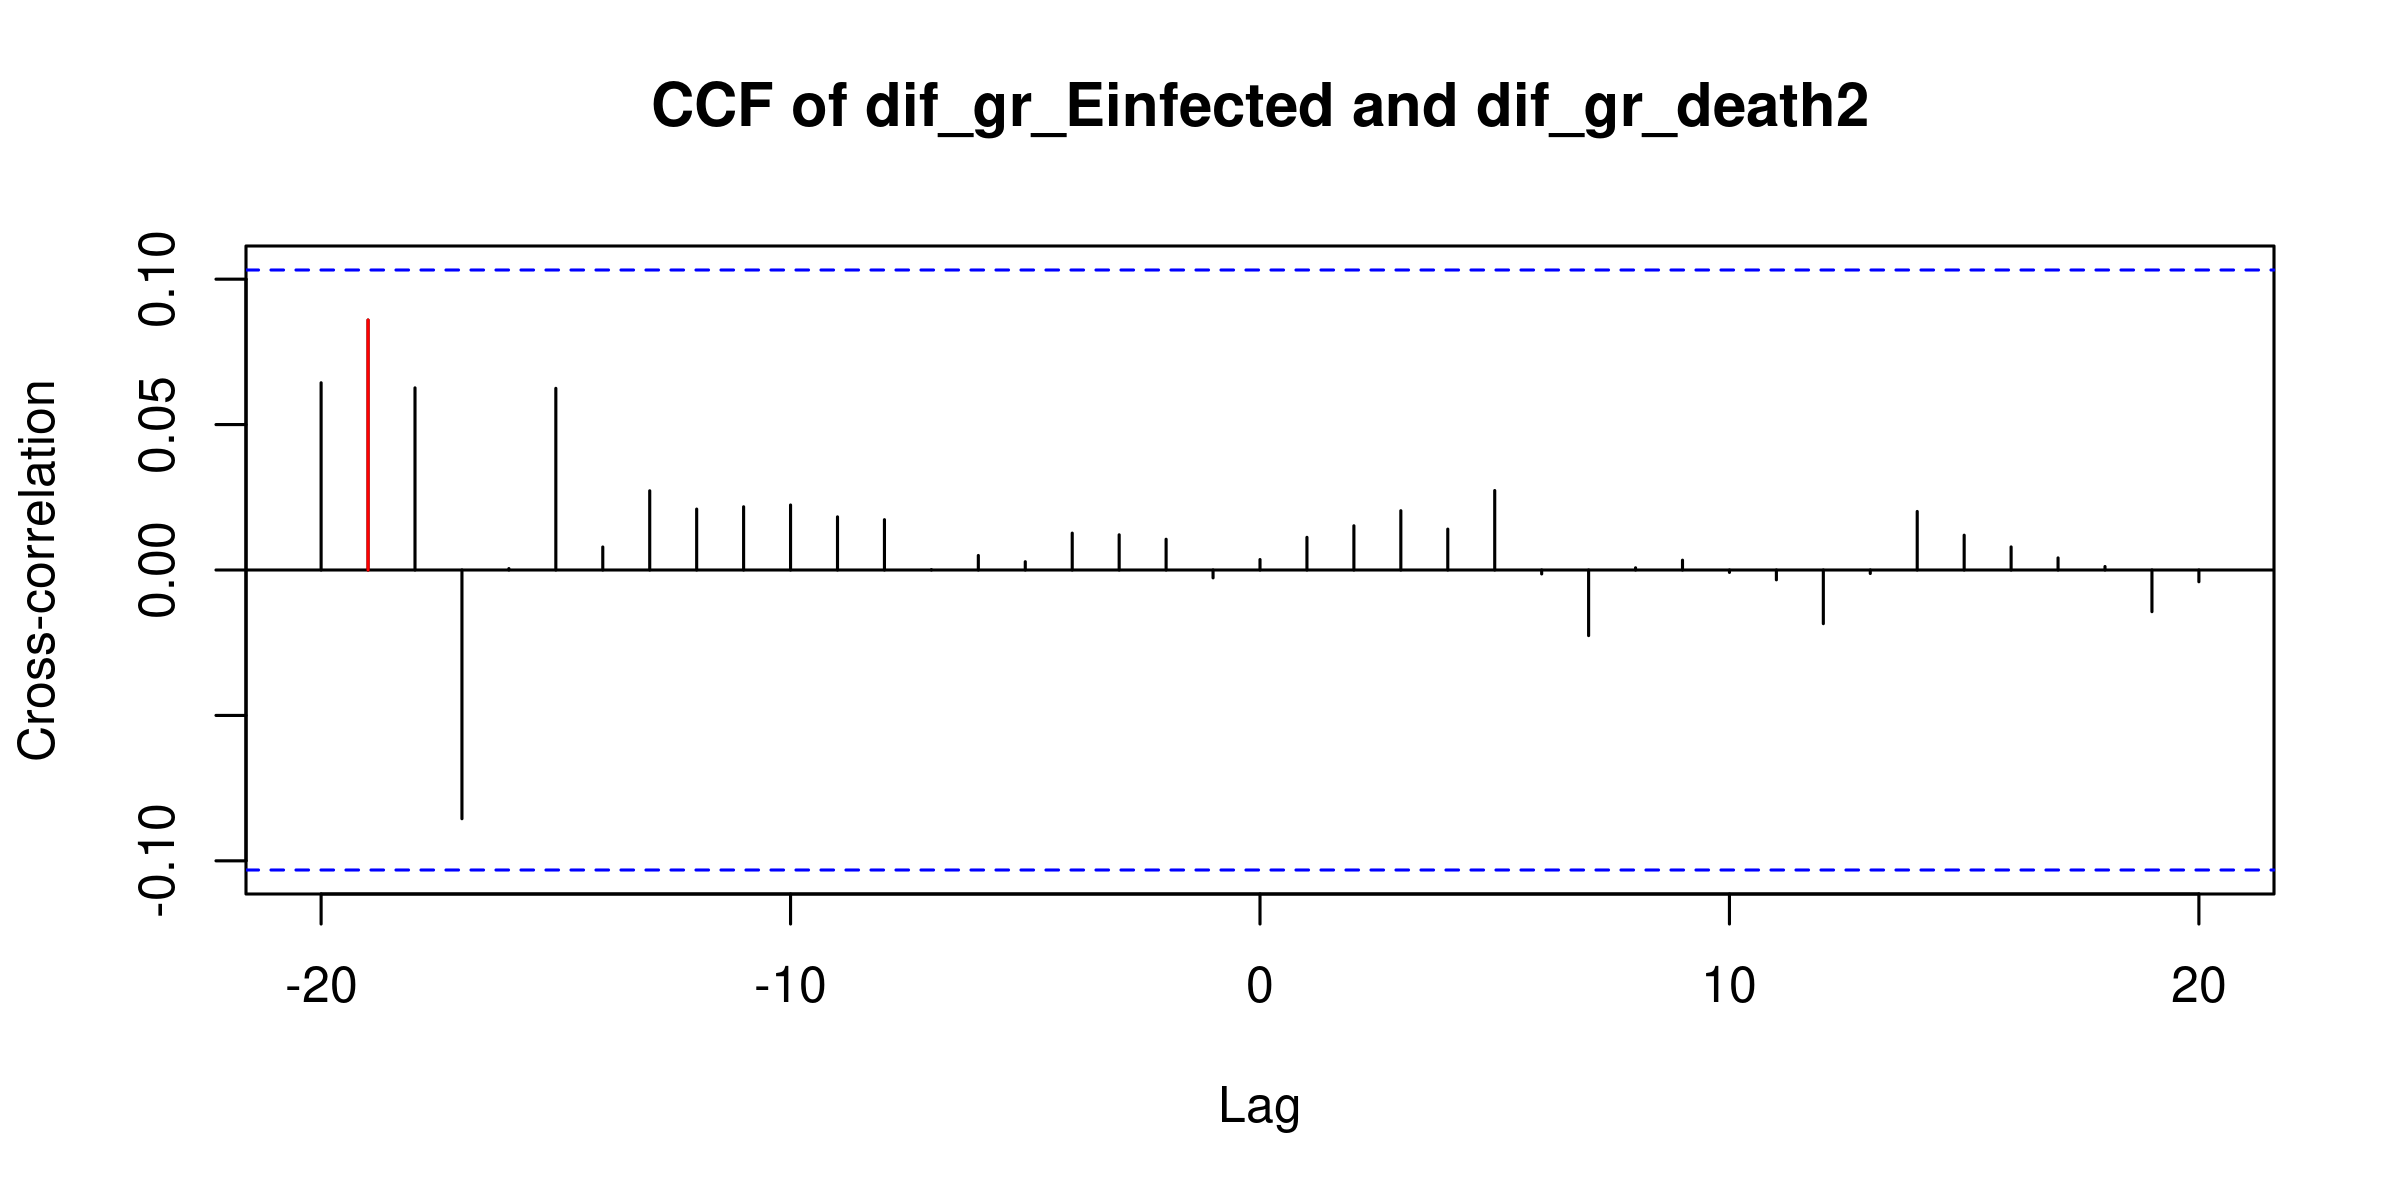 CCF of dif_gr_Einfected and dif_gr_death2
Cross-correlation
0.10
0.05
0.00
-0.10
-20 -10 0 10 20
Lag